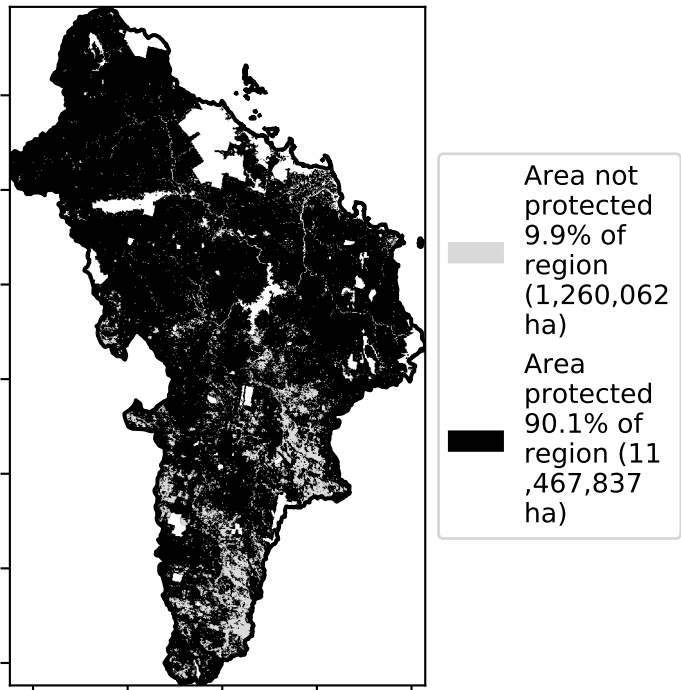 Area not
protected
9.9% of
region
(1,260,062
ha)
Area
protected
90.1% of
region (11
,467,837
ha)